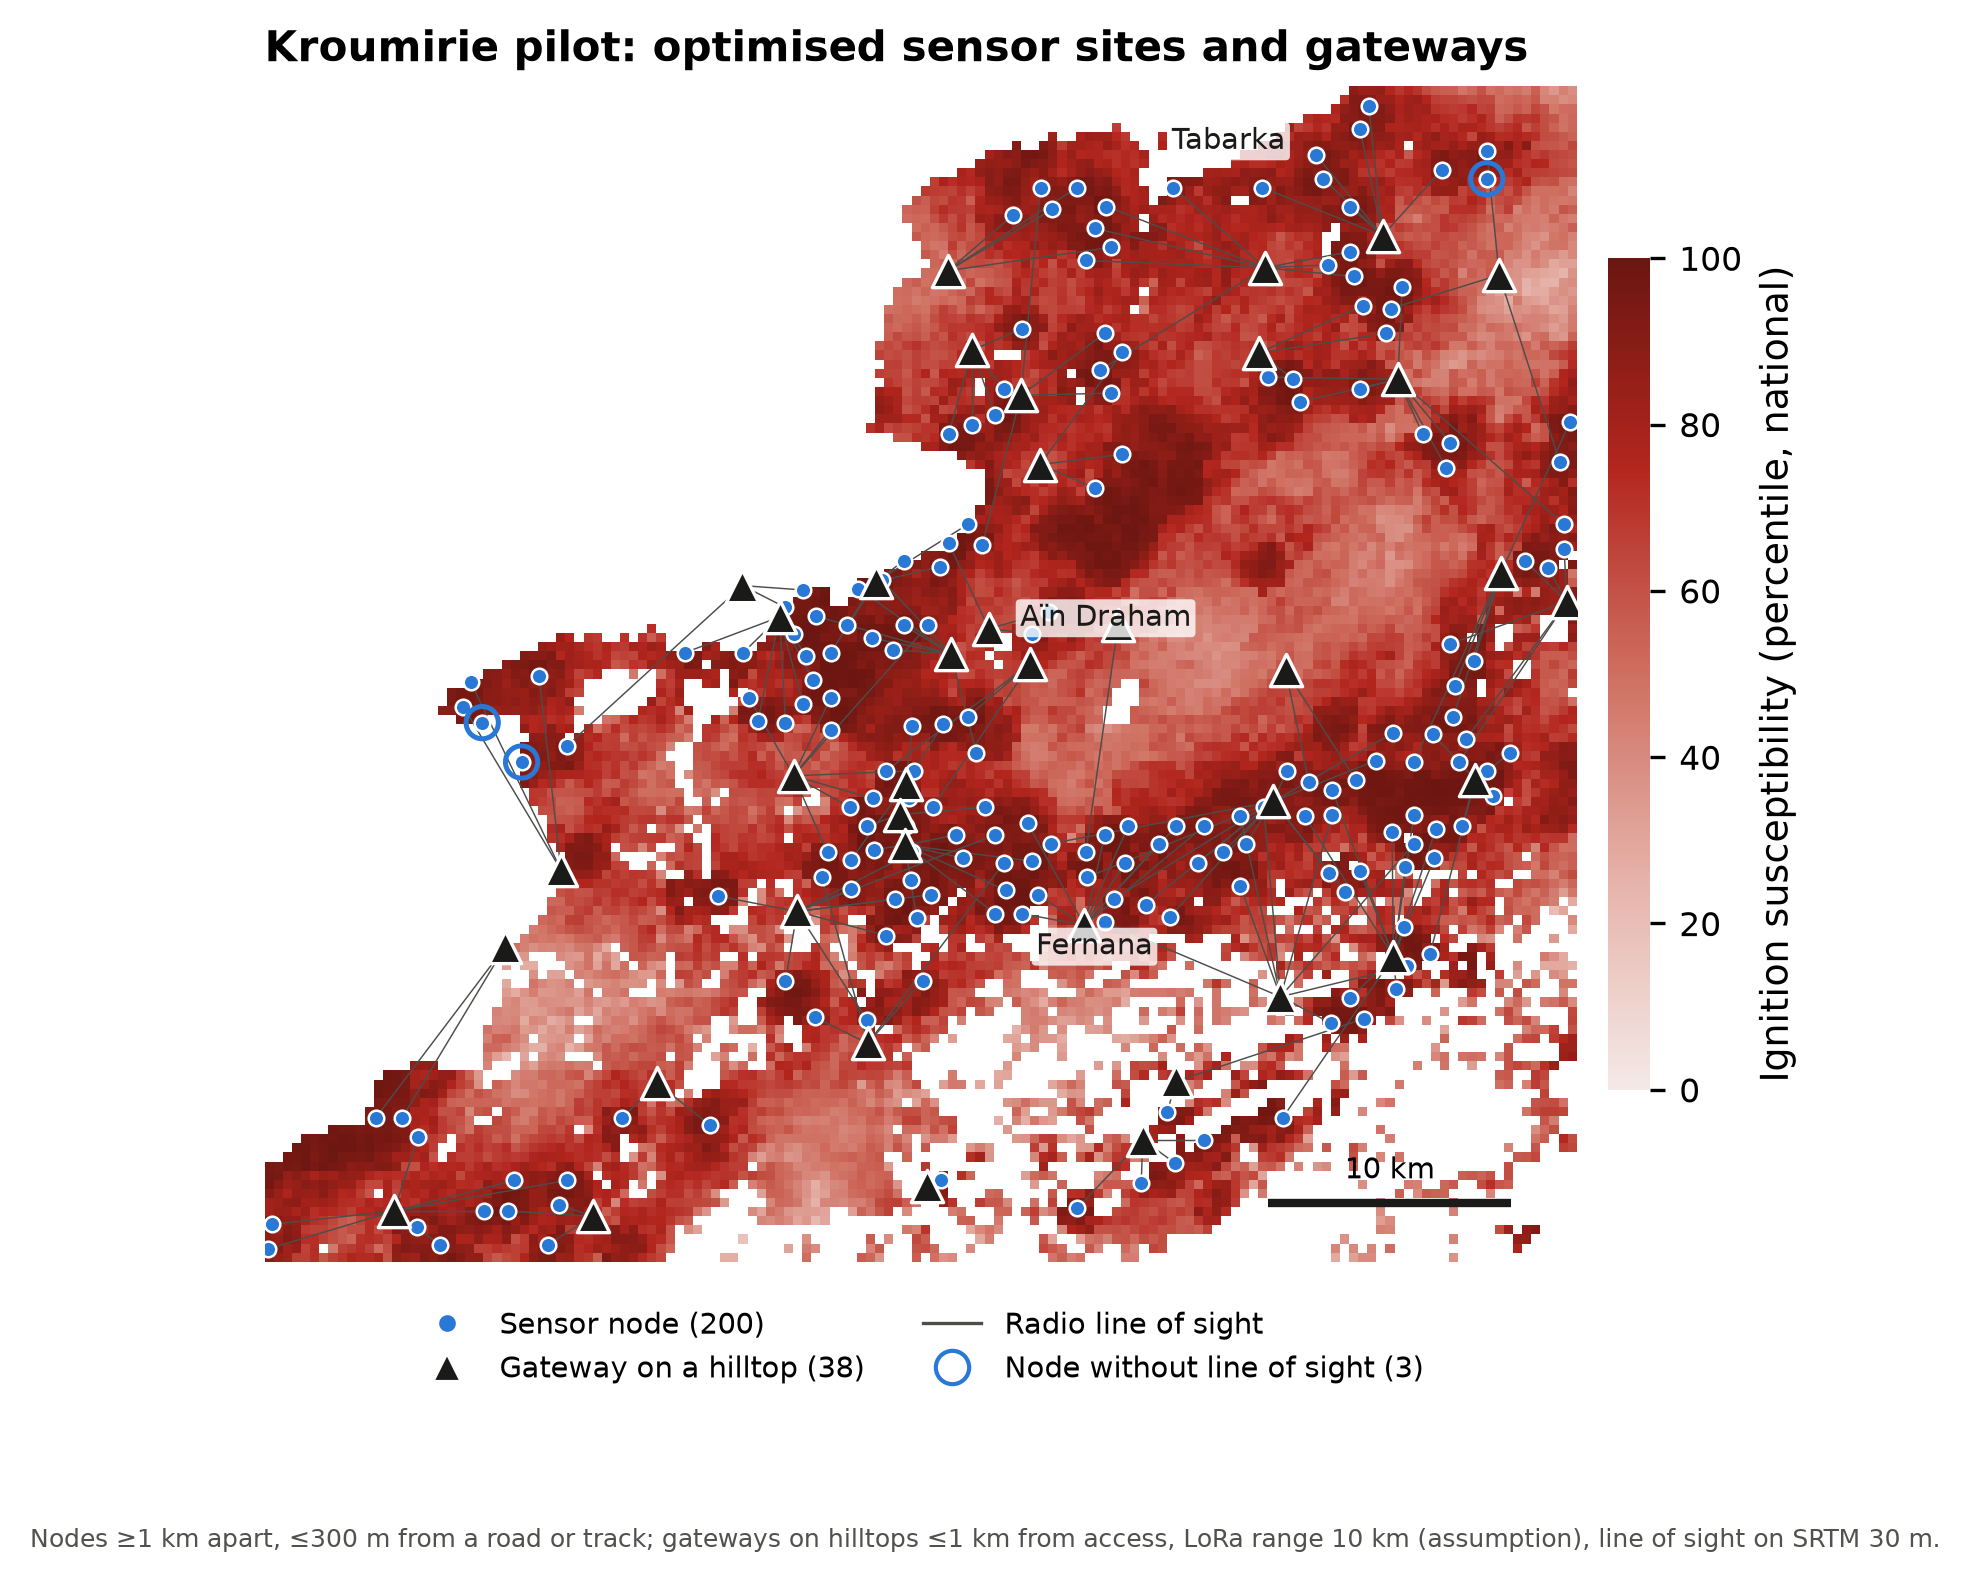 Kroumirie pilot: optimised sensor sites and gateways
Tabarka
Aïn Draham
Fernana
10 km
100
80
60
40
20
0
Ignition susceptibility (percentile, national)
Sensor node (200)
Gateway on a hilltop (38)
Radio line of sight
Node without line of sight (3)
Nodes ≥1 km apart, ≤300 m from a road or track; gateways on hilltops ≤1 km from access, LoRa range 10 km (assumption), line of sight on SRTM 30 m.